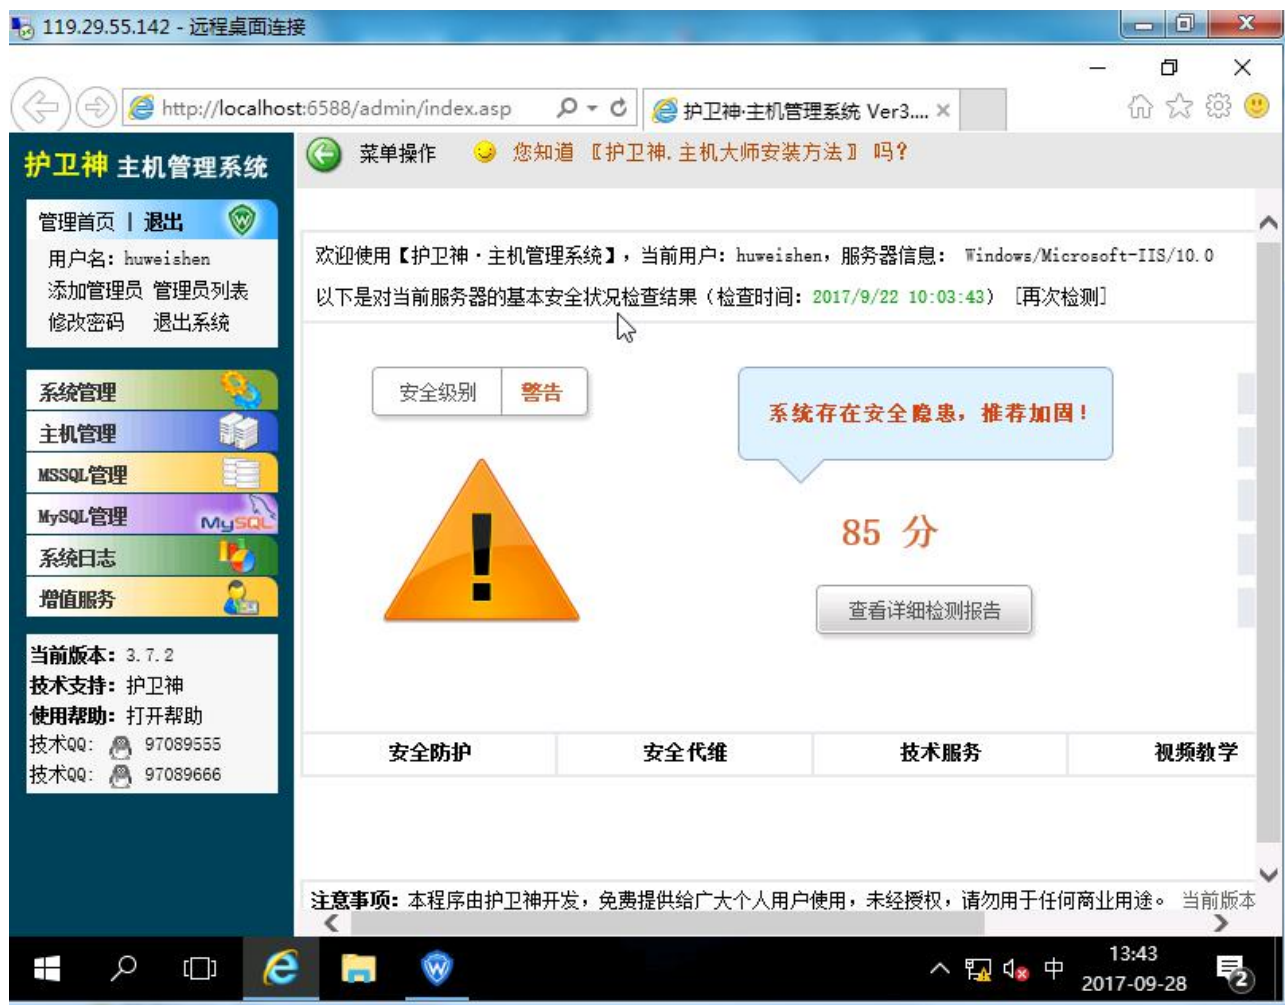 119.29.55.142 - 远程桌面连接
http://localhost:6588/admin/index.asp
护卫神·主机管理系统 Ver3....
护卫神 主机管理系统
菜单操作 您知道〖护卫神.主机大师安装方法〗吗?
管理首页 | 退出
用户名: huweishen
添加管理员 管理员列表
修改密码 退出系统
系统管理
主机管理
MSSQL管理
MySQL管理
MySQL
系统日志
增值服务
当前版本: 3.7.2
技术支持: 护卫神
使用帮助: 打开帮助
技术QQ: 97089555
技术QQ: 97089666
欢迎使用【护卫神·主机管理系统】,当前用户: huweishen, 服务器信息: Windows/Microsoft-IIS/10.0
以下是对当前服务器的基本安全状况检查结果(检查时间: 2017/9/22 10:03:43) [再次检测]
安全级别 警告
系统存在安全隐患, 推荐加固!
85 分
查看详细检测报告
安全防护 安全代维 技术服务 视频教学
注意事项: 本程序由护卫神开发, 免费提供给广大个人用户使用, 未经授权, 请勿用于任何商业用途。 当前版本
中
13:43
2017-09-28
2